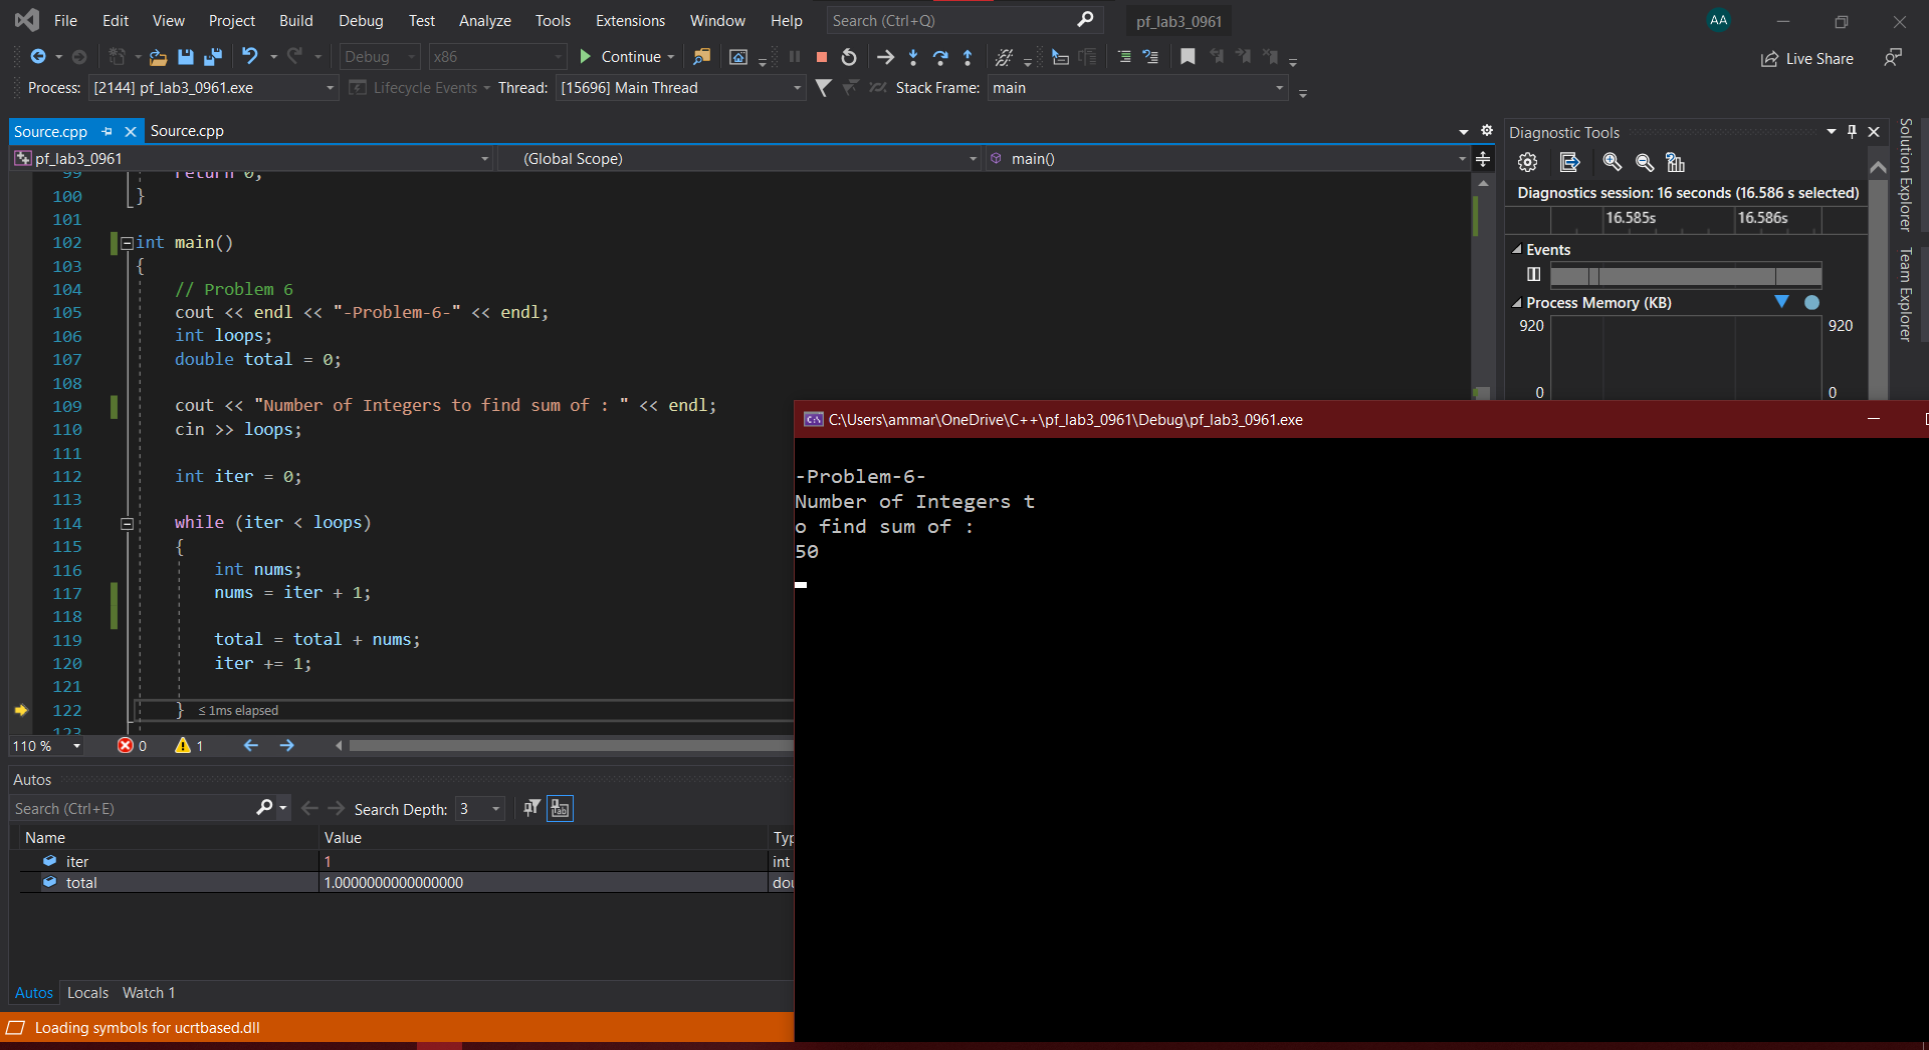 File Edit View Project Build Debug Test Analyze Tools Extensions Window Help Search (Ctrl+Q) pf_lab3_0961 AA
Debug x86 Continue Live Share
Process: [2144] pf_lab3_0961.exe Lifecycle Events Thread: [15696] Main Thread Stack Frame: main
Source.cpp Source.cpp
pf_lab3_0961 (Global Scope) main()
99 return 0;
100 }
101
102 int main()
103 {
104 // Problem 6
105 cout << endl << "-Problem-6-" << endl;
106 int loops;
107 double total = 0;
108
109 cout << "Number of Integers to find sum of : " << endl;
110 cin >> loops;
111
112 int iter = 0;
113
114 while (iter < loops)
115 {
116 int nums;
117 nums = iter + 1;
118
119 total = total + nums;
120 iter += 1;
121
122 } ≤ 1ms elapsed
123
110 % 0 1
Autos
Search (Ctrl+E) Search Depth: 3
Name Value Typ
iter 1 int
total 1.0000000000000000 dou
Autos Locals Watch 1
Loading symbols for ucrtbased.dll
Diagnostic Tools
Diagnostics session: 16 seconds (16.586 s selected)
16.585s 16.586s
Events
Process Memory (KB)
920 920
0 0
Solution Explorer
Team Explorer
C:\Users\ammar\OneDrive\C++\pf_lab3_0961\Debug\pf_lab3_0961.exe
-Problem-6-
Number of Integers t
o find sum of :
50